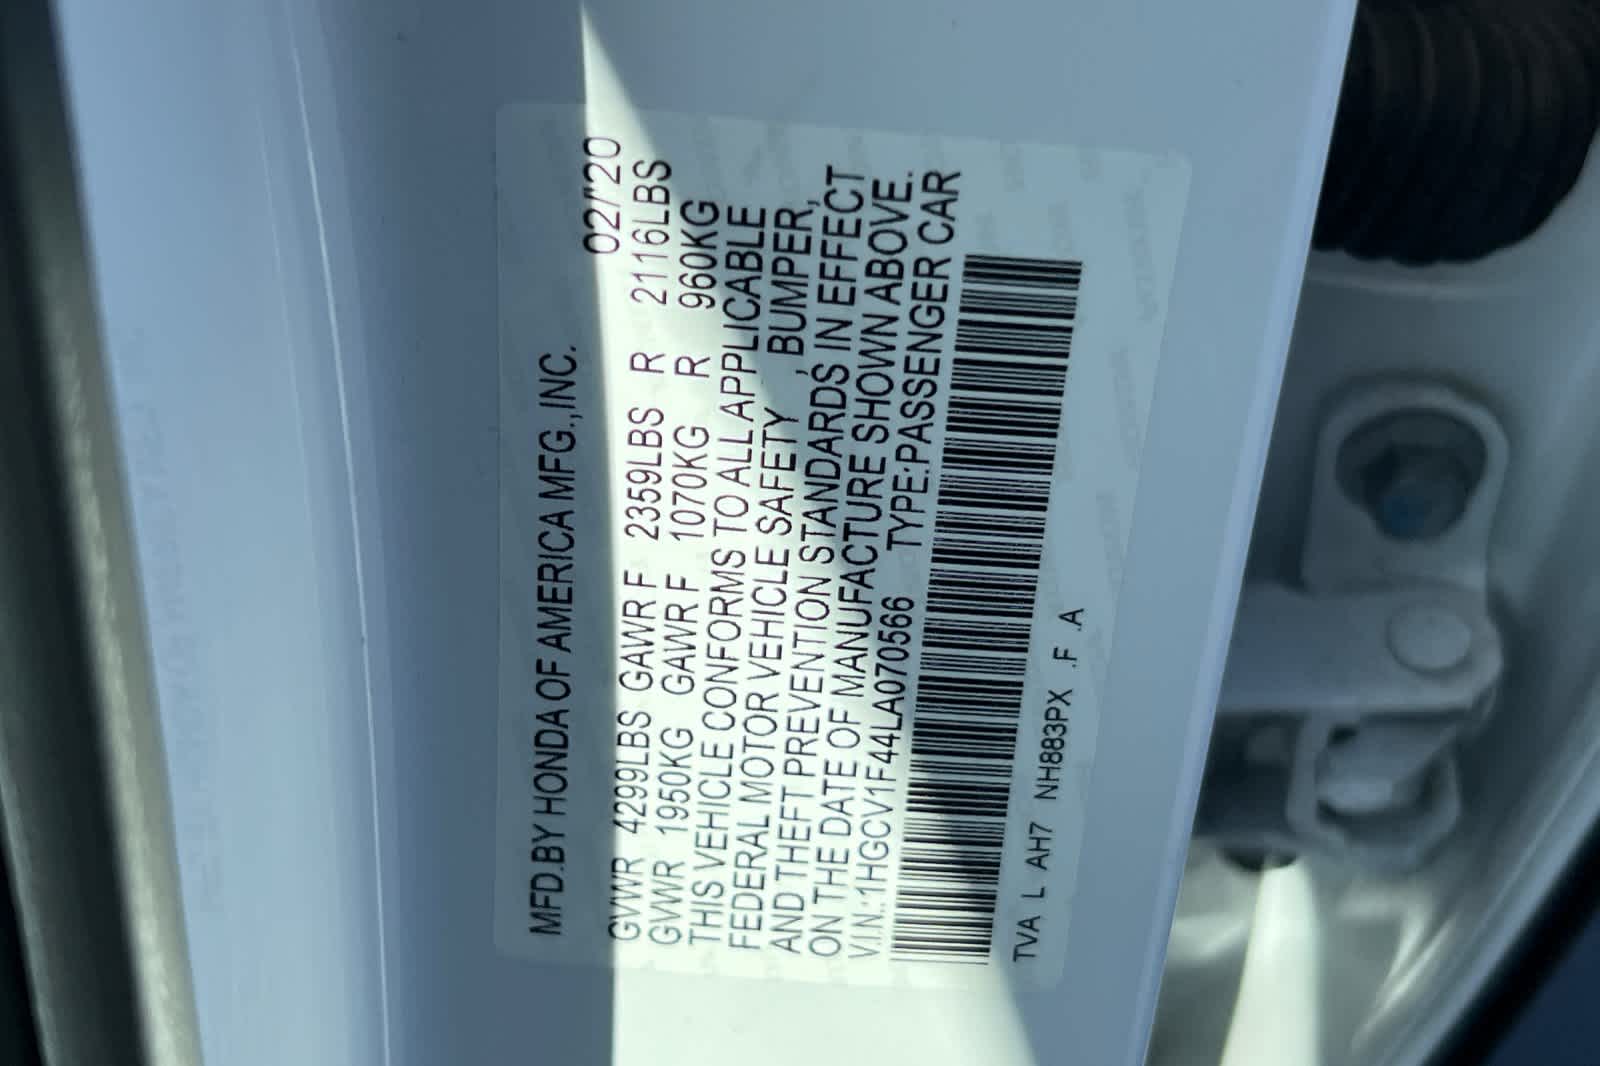 MFD.BY HONDA OF AMERICA MFG.,INC. 02/20
GVWR 4299LBS GAWR F 2359LBS R 2116LBS
GVWR 1950KG GAWR F 1070KG R 960KG
THIS VEHICLE CONFORMS TO ALL APPLICABLE
FEDERAL MOTOR VEHICLE SAFETY , BUMPER,
AND THEFT PREVENTION STANDARDS, IN EFFECT
ON THE DATE OF MANUFACTURE SHOWN ABOVE.
V.I.N.:1HGCV1F44LA070566 TYPE:PASSENGER CAR
TVA L AH7 NH883PX .F .A